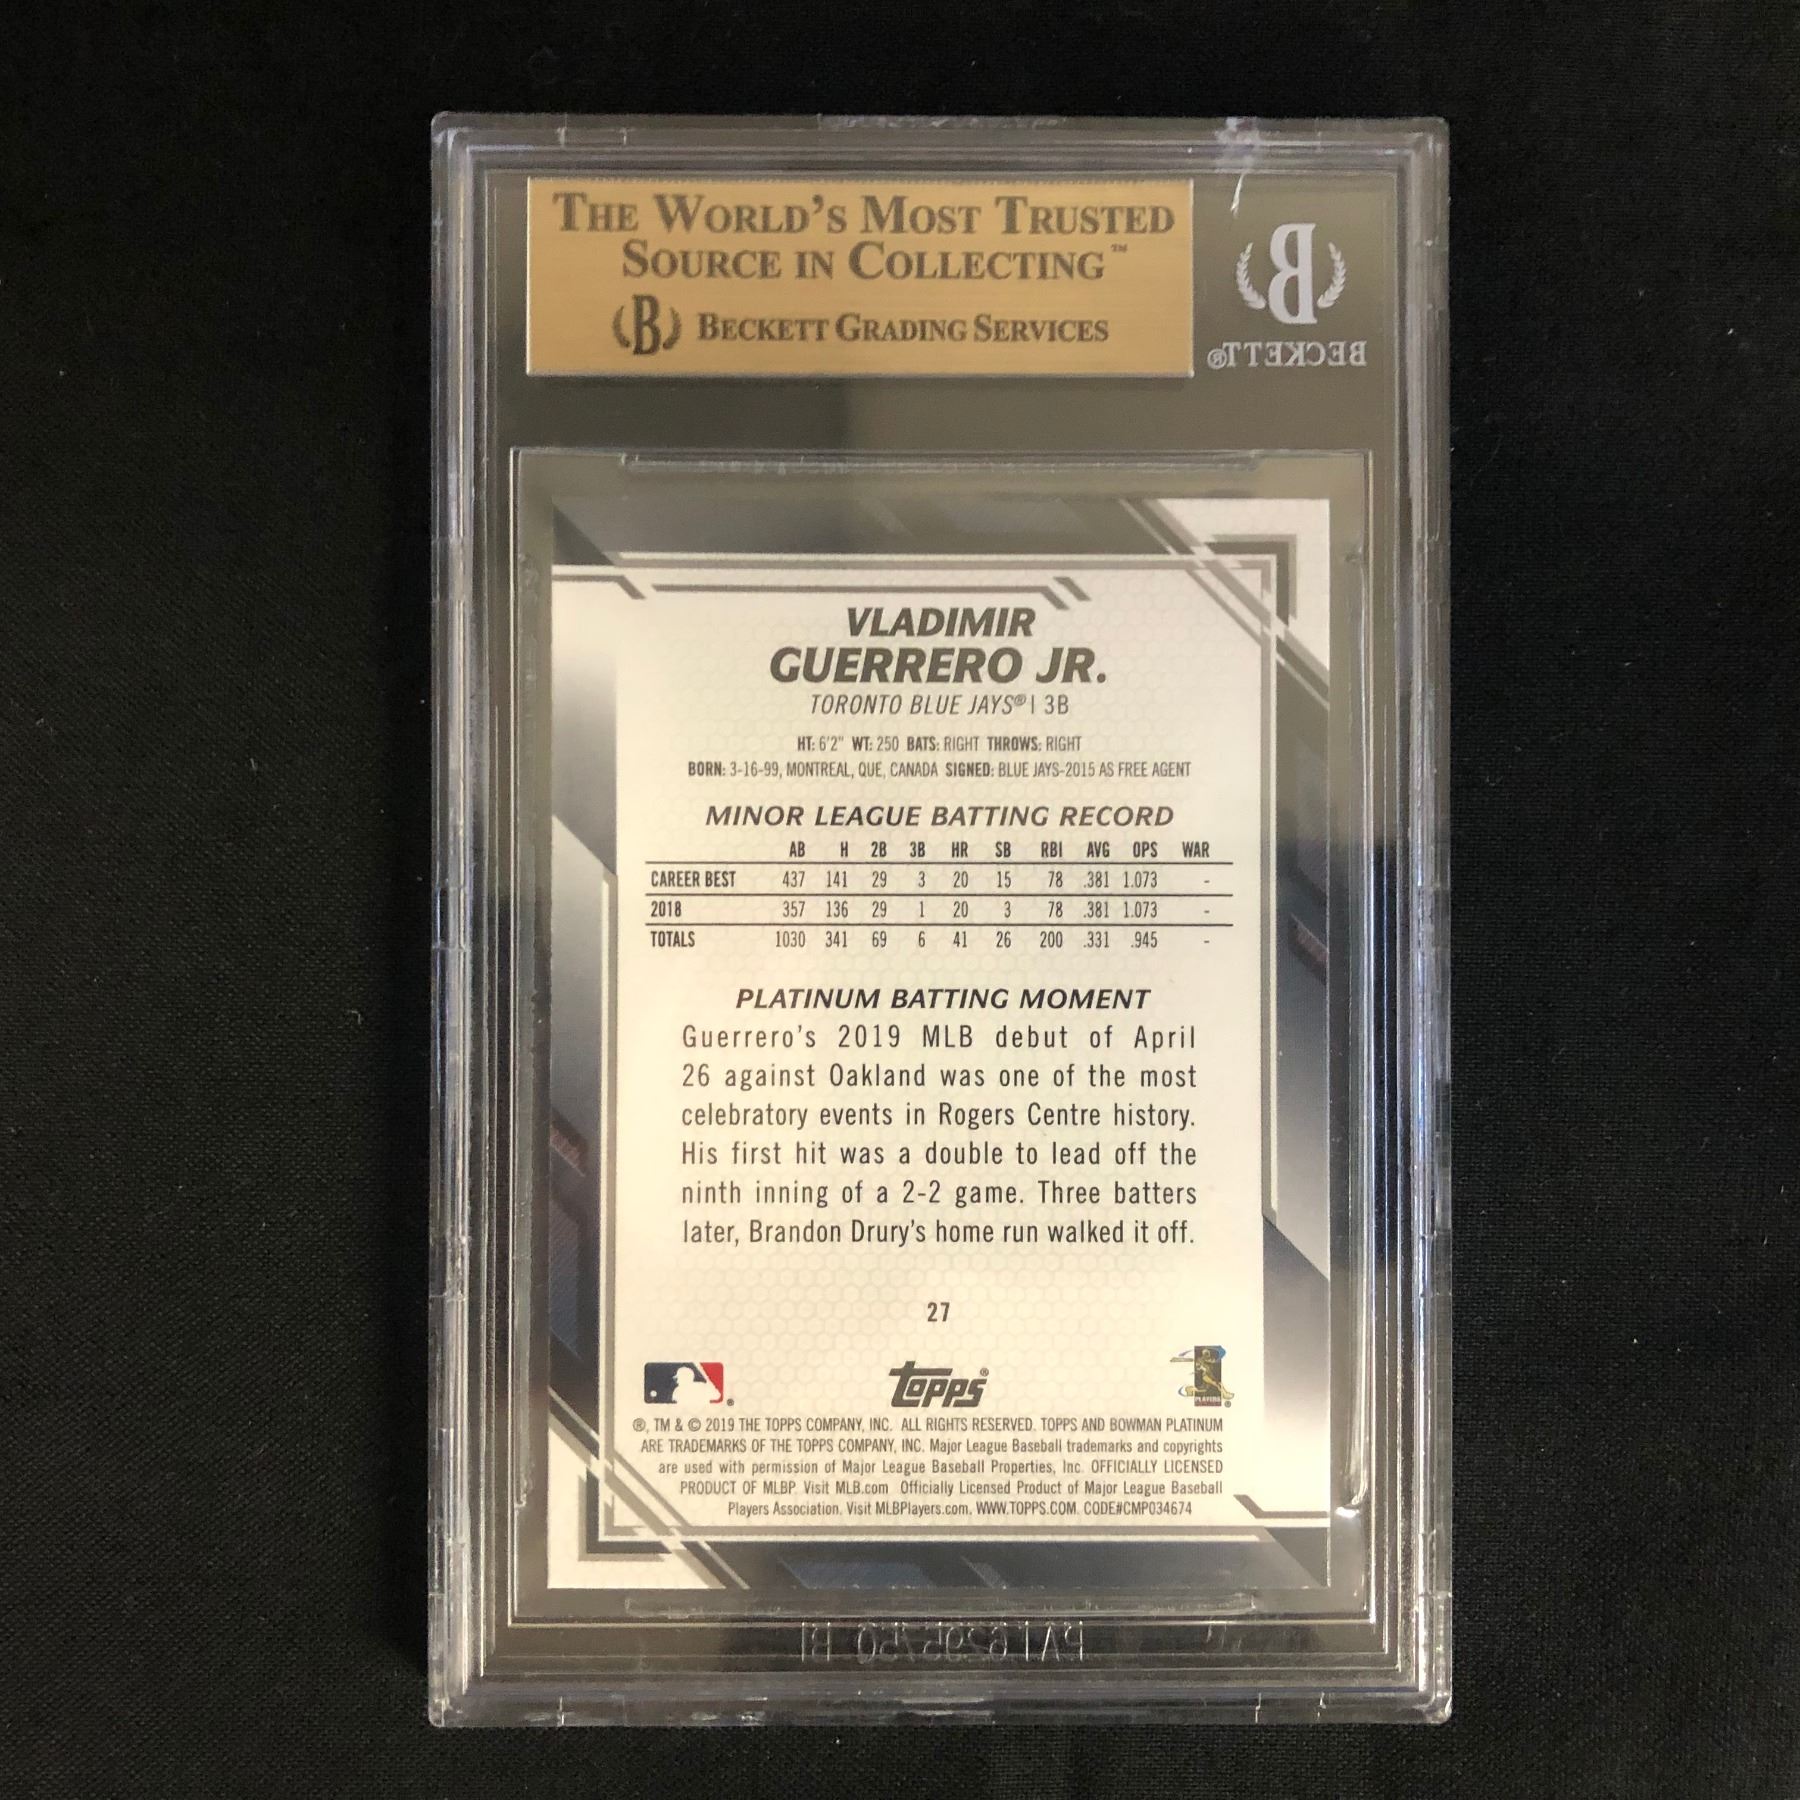 THE WORLD'S MOST TRUSTED
SOURCE IN COLLECTING™
B BECKETT GRADING SERVICES
B
BECKETT®
VLADIMIR
GUERRERO JR.
TORONTO BLUE JAYS® | 3B
HT: 6'2" WT: 250 BATS: RIGHT THROWS: RIGHT
BORN: 3-16-99, MONTREAL, QUE, CANADA SIGNED: BLUE JAYS-2015 AS FREE AGENT
MINOR LEAGUE BATTING RECORD
AB H 2B 3B HR SB RBI AVG OPS WAR
CAREER BEST 437 141 29 3 20 15 78 .381 1.073 -
2018 357 136 29 1 20 3 78 .381 1.073 -
TOTALS 1030 341 69 6 41 26 200 .331 .945 -
PLATINUM BATTING MOMENT
Guerrero's 2019 MLB debut of April
26 against Oakland was one of the most
celebratory events in Rogers Centre history.
His first hit was a double to lead off the
ninth inning of a 2-2 game. Three batters
later, Brandon Drury's home run walked it off.
27
topps®
PLAYERS
®, TM & © 2019 THE TOPPS COMPANY, INC. ALL RIGHTS RESERVED. TOPPS AND BOWMAN PLATINUM
ARE TRADEMARKS OF THE TOPPS COMPANY, INC. Major League Baseball trademarks and copyrights
are used with permission of Major League Baseball Properties, Inc. OFFICIALLY LICENSED
PRODUCT OF MLBP. Visit MLB.com Officially Licensed Product of Major League Baseball
Players Association. Visit MLBPlayers.com. WWW.TOPPS.COM. CODE#CMP034674